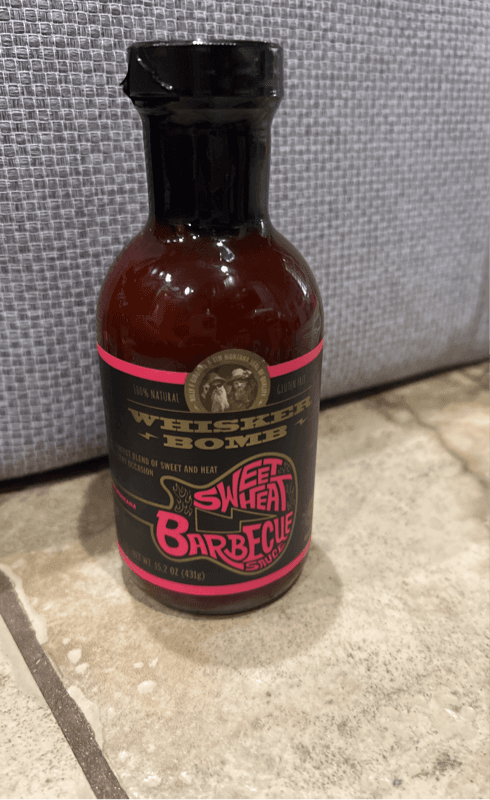 100% NATURAL
GLUTEN FREE
WHISKER
BOMB
BLEND OF SWEET AND HEAT
OCCASION
SWEET
HEAT
BARBECUE
SAUCE
NET WT. 15.2 OZ (431g)